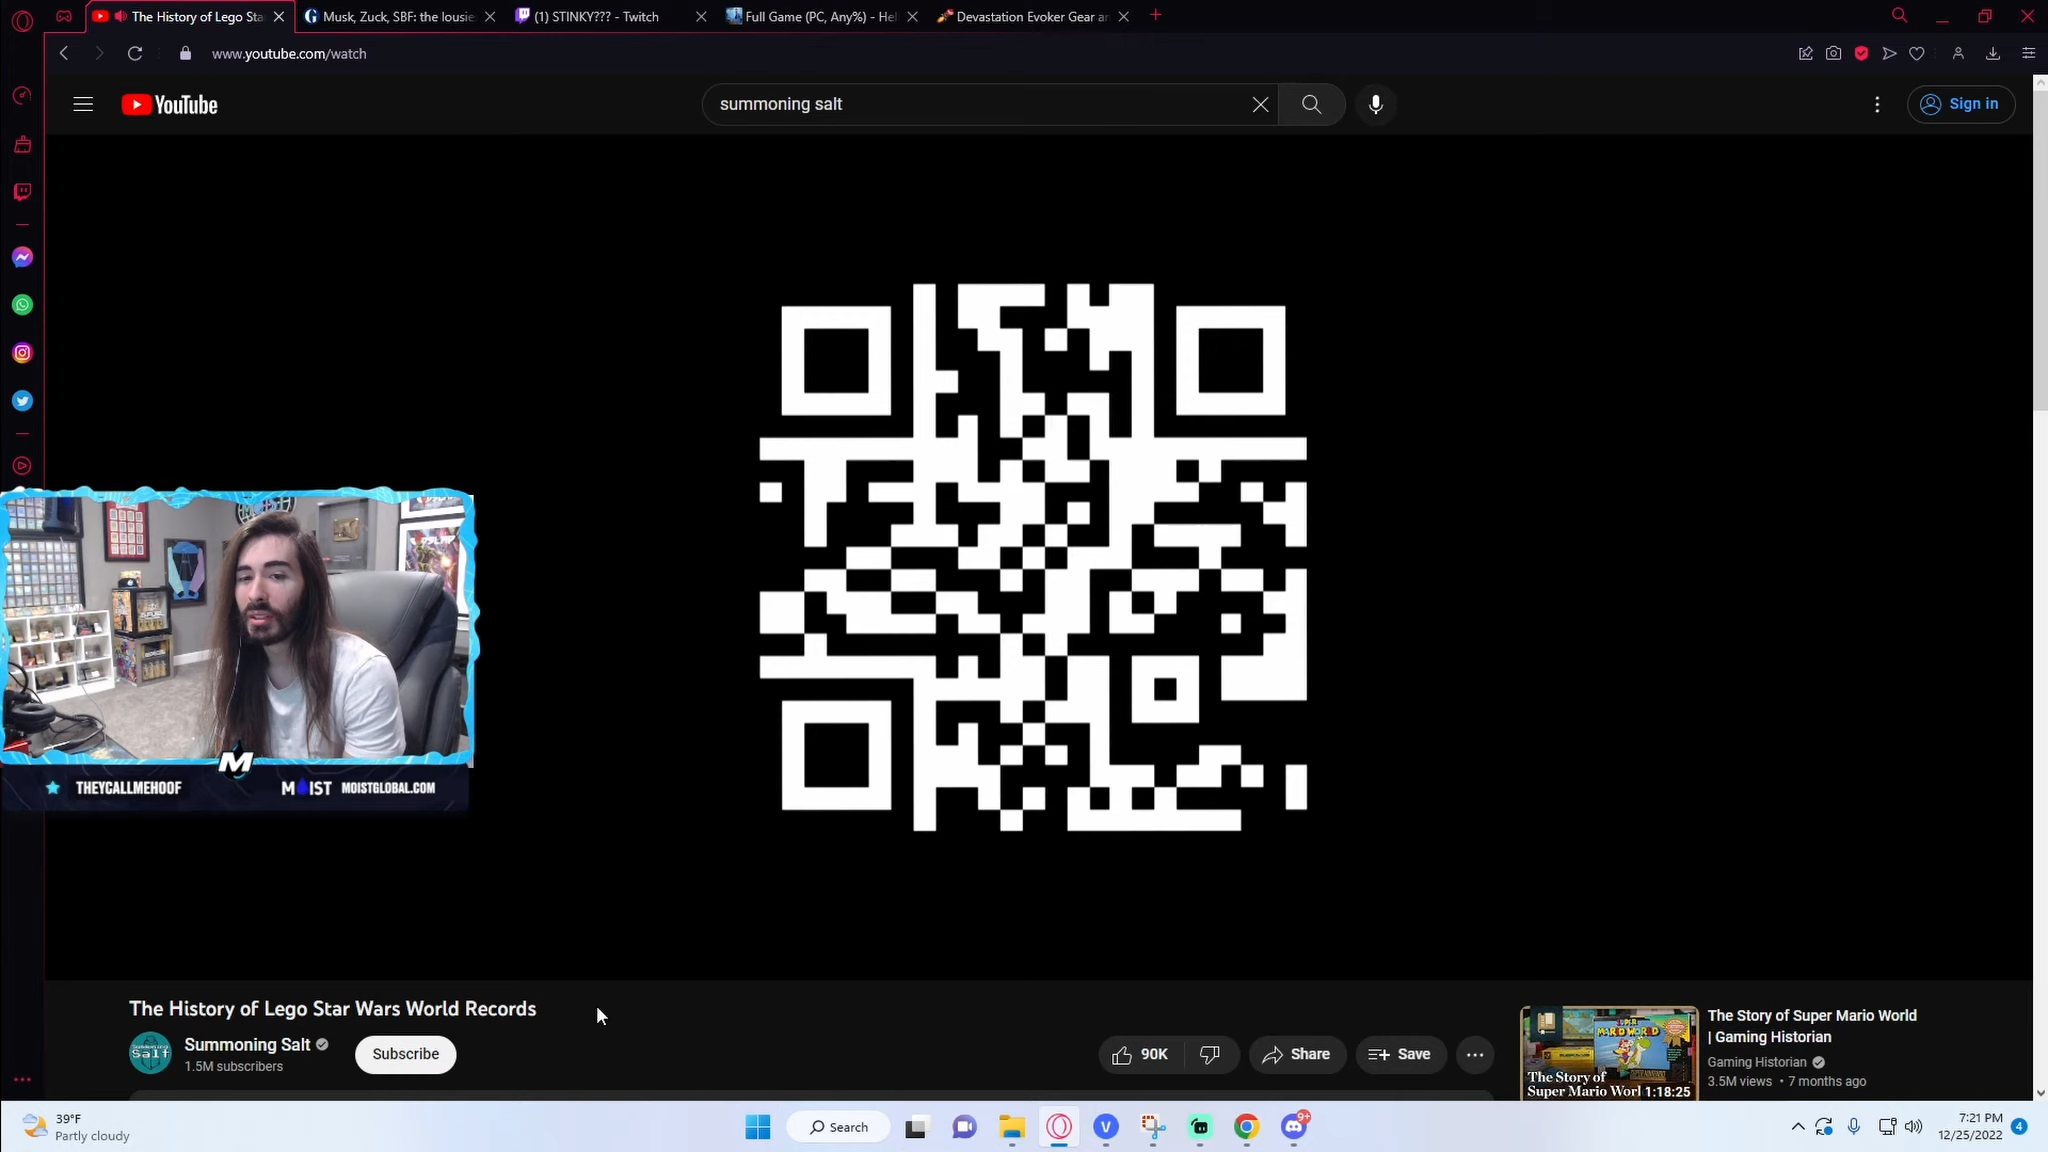 The History of Lego Sta
Musk, Zuck, SBF: the lousie
(1) STINKY??? - Twitch
Full Game (PC, Any%) - Hel
Devastation Evoker Gear an
www.youtube.com/watch
YouTube
summoning salt
Sign in
THEYCALLMEHOOF
MOIST
MOISTGLOBAL.COM
The History of Lego Star Wars World Records
Summoning Salt
1.5M subscribers
Subscribe
90K
Share
Save
The Story of
Super Mario Worl
1:18:25
The Story of Super Mario World
| Gaming Historian
Gaming Historian
3.5M views • 7 months ago
39°F
Partly cloudy
Search
9+
7:21 PM
12/25/2022
4